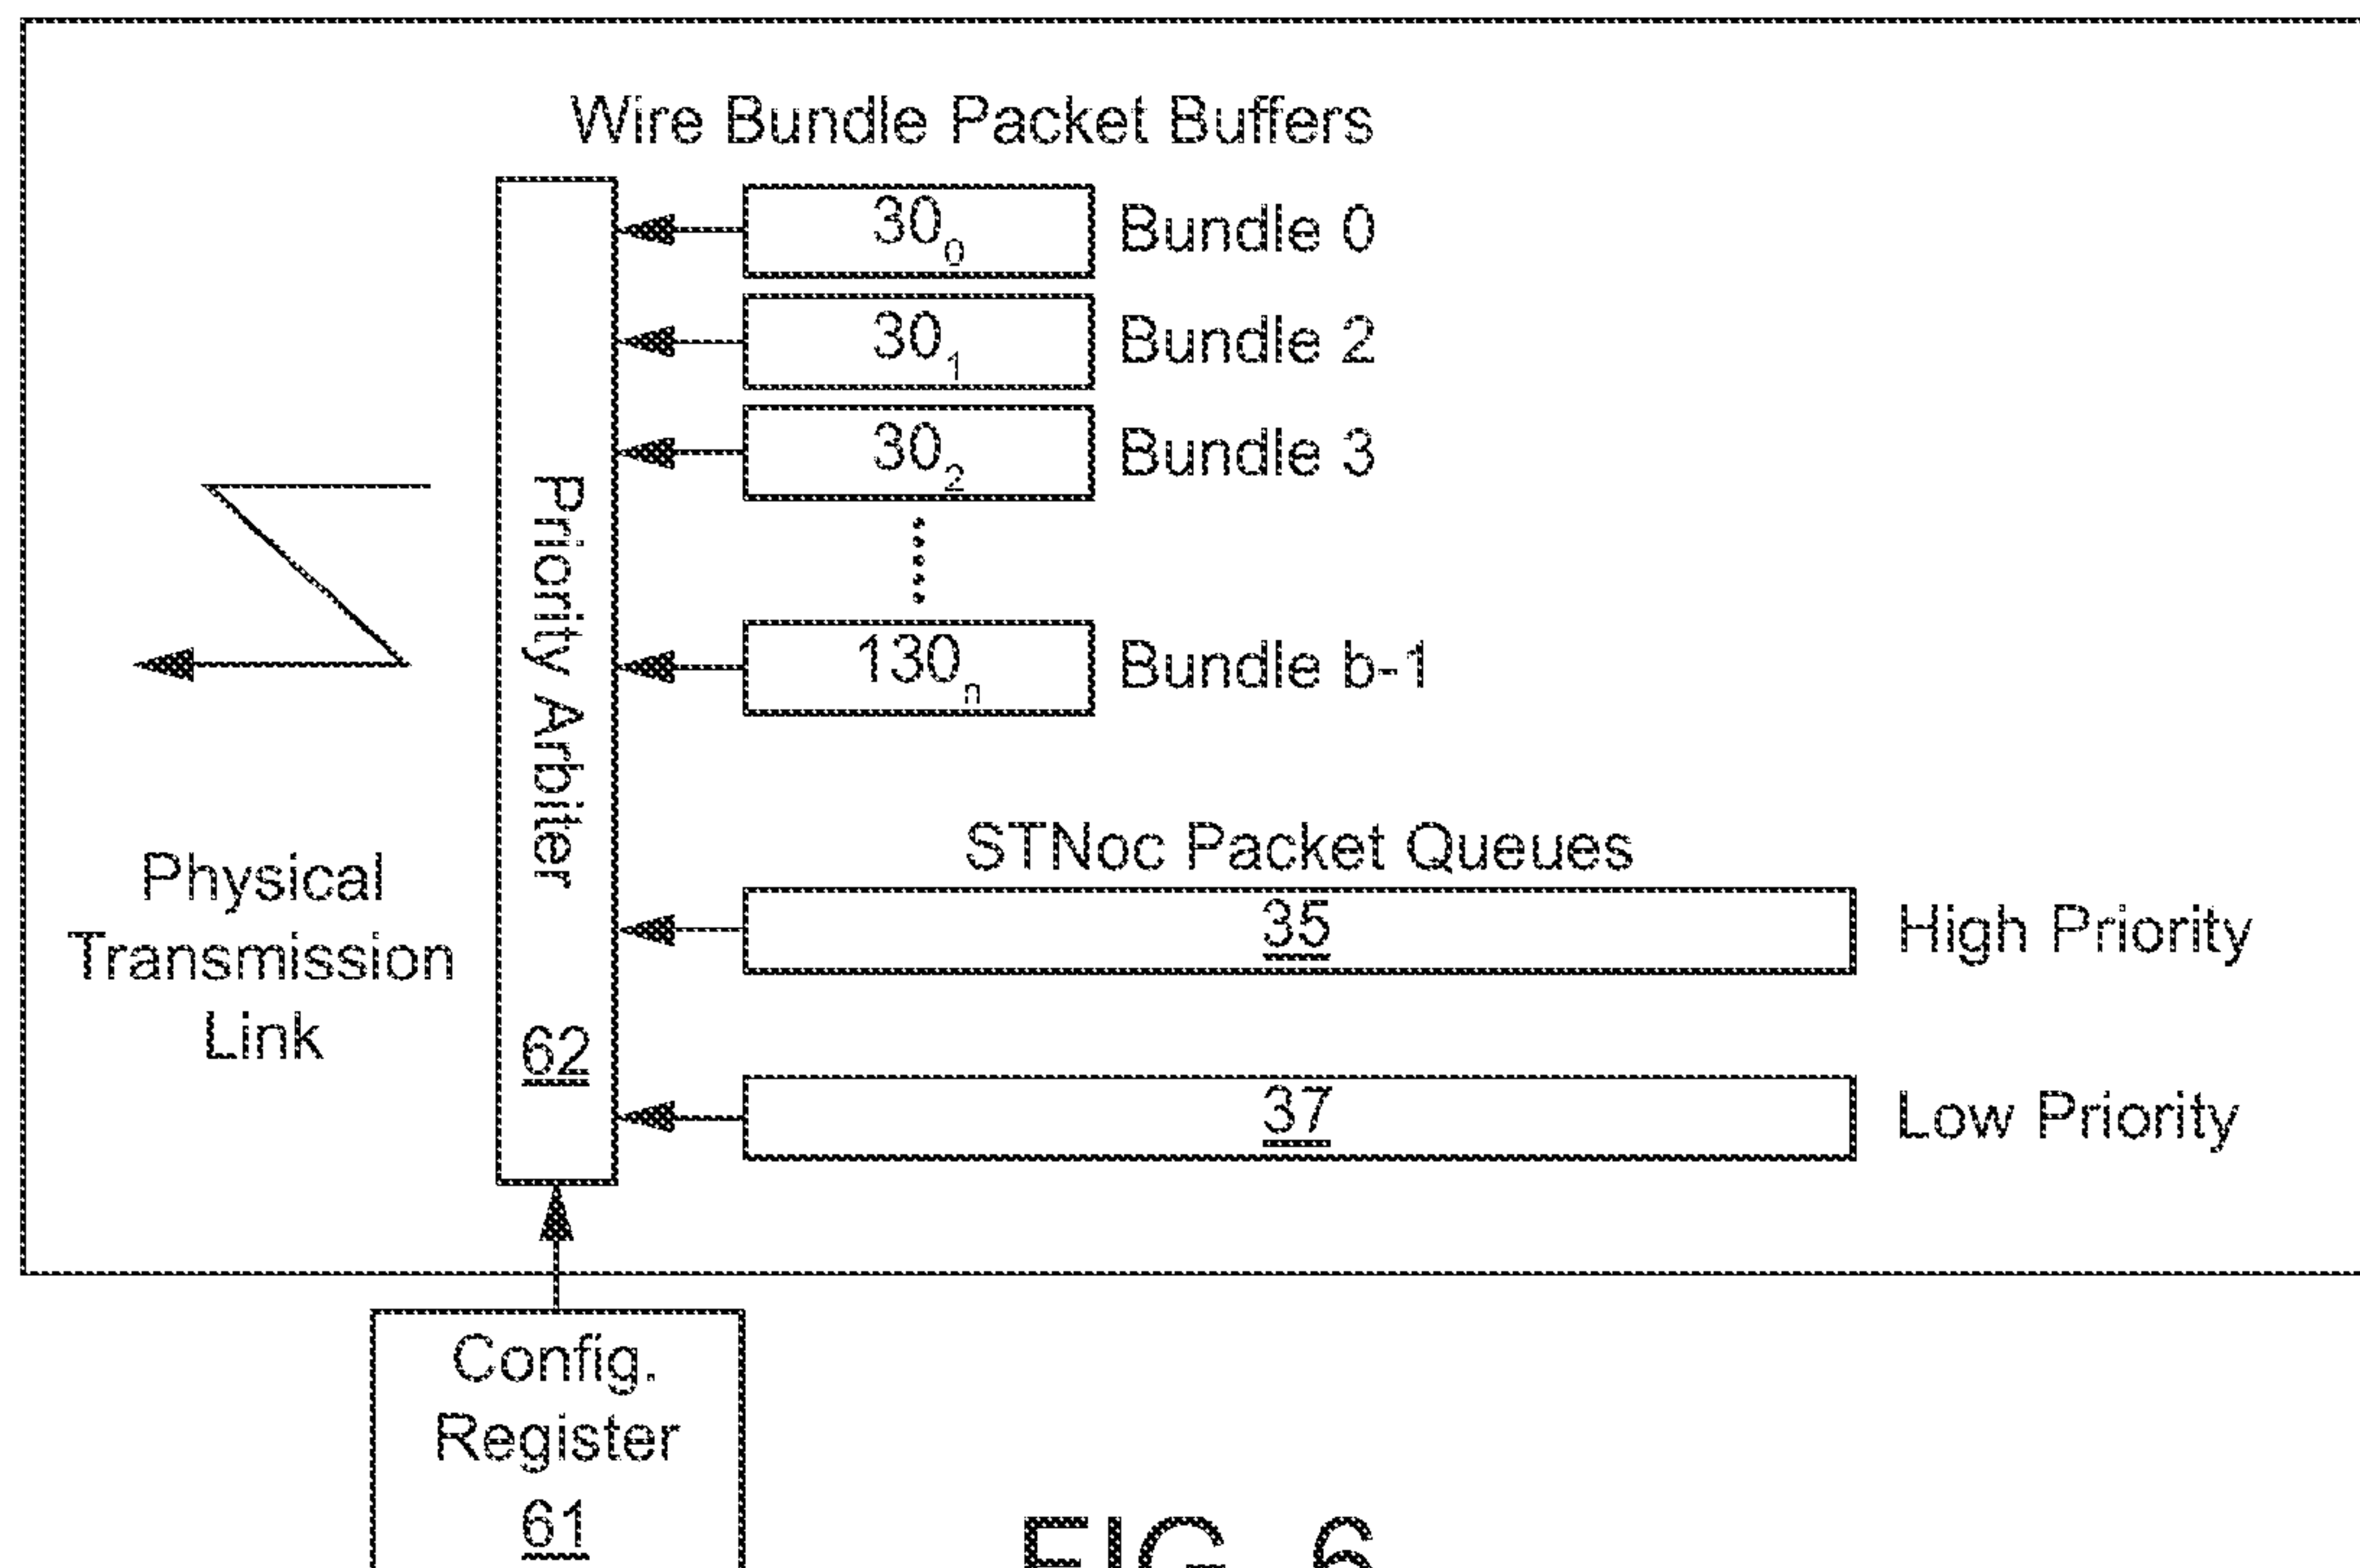 Wire Bundle Packet Buffers
30₀ Bundle 0
30₁ Bundle 2
30₂ Bundle 3
130ₙ Bundle b-1
Priority Arbiter
62
STNoc Packet Queues
35 High Priority
37 Low Priority
Physical
Transmission
Link
Config.
Register
61
FIG. 6